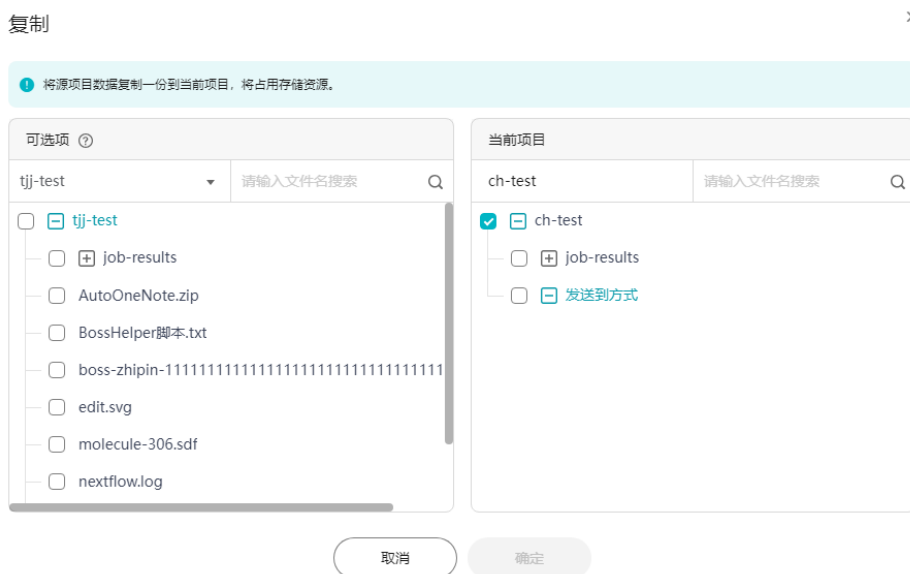 复制
将源项目数据复制一份到当前项目，将占用存储资源。
可选项
当前项目
tjj-test
请输入文件名搜索
ch-test
请输入文件名搜索
tjj-test
job-results
AutoOneNote.zip
BossHelper脚本.txt
boss-zhipin-1111111111111111111111111111111111
edit.svg
molecule-306.sdf
nextflow.log
ch-test
job-results
发送到方式
取消
确定